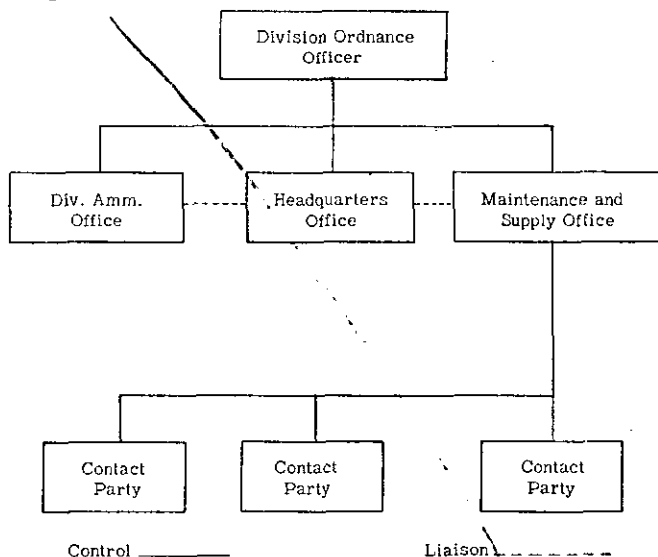 Division Ordnance
Officer
Div. Amm.
Office
Headquarters
Office
Maintenance and
Supply Office
Contact
Party
Contact
Party
Contact
Party
Control
Liaison